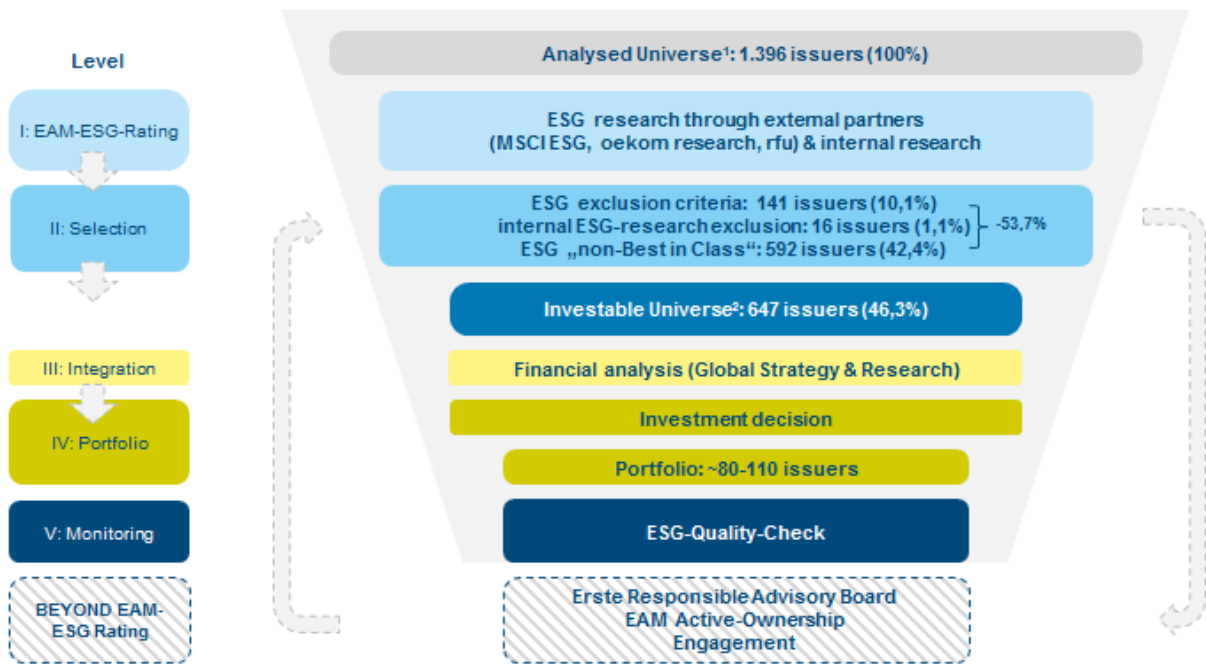 Level
I: EAM-ESG-Rating
II: Selection
III: Integration
IV: Portfolio
V: Monitoring
BEYOND EAM-
ESG Rating
Analysed Universe¹: 1.396 issuers (100%)
ESG research through external partners
(MSCI ESG, oekom research, rfu) & internal research
ESG exclusion criteria: 141 issuers (10,1%)
internal ESG-research exclusion: 16 issuers (1,1%)
ESG „non-Best in Class“: 592 issuers (42,4%)
-53,7%
Investable Universe²: 647 issuers (46,3%)
Financial analysis (Global Strategy & Research)
Investment decision
Portfolio: ~80-110 issuers
ESG-Quality-Check
Erste Responsible Advisory Board
EAM Active-Ownership
Engagement